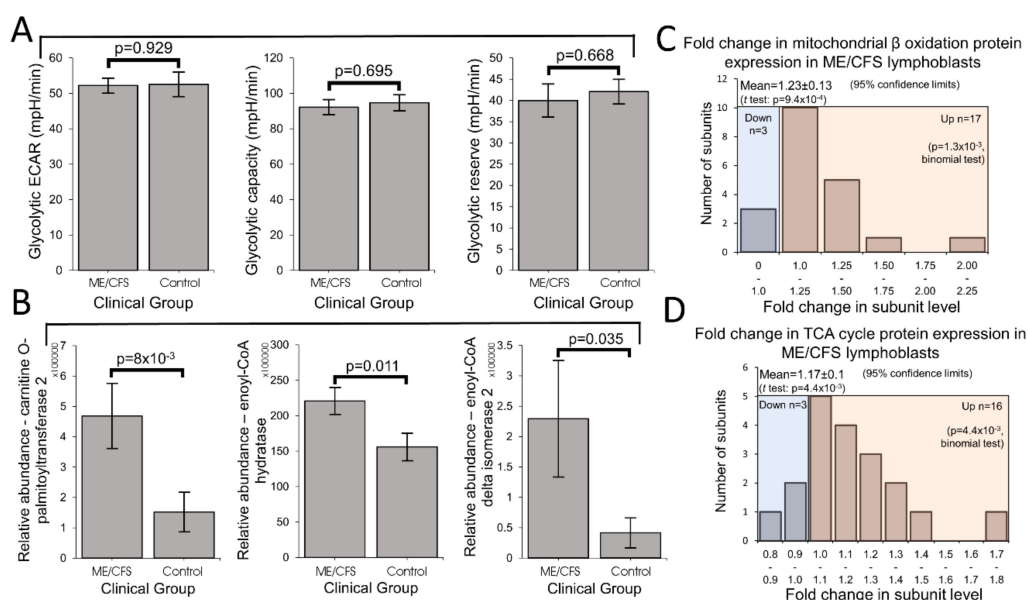 A
p=0.929
Glycolytic ECAR (mpH/min)
60
50
40
30
20
10
0
ME/CFS Control
Clinical Group
p=0.695
Glycolytic capacity (mpH/min)
120
100
80
60
40
20
0
ME/CFS Control
Clinical Group
p=0.668
Glycolytic reserve (mpH/min)
50
45
40
35
30
25
20
15
10
5
0
ME/CFS Control
Clinical Group
B
p=8x10-3
Relative abundance - carnitine O-
palmitoyltransferase 2
x100000
7
6
5
4
3
2
1
0
ME/CFS Control
Clinical Group
p=0.011
Relative abundance – enoyl-CoA
hydratase
x100000
300
250
200
150
100
50
0
ME/CFS Control
Clinical Group
p=0.035
Relative abundance – enoyl-CoA
delta isomerase 2
x100000
3.5
3
2.5
2
1.5
1
0.5
0
ME/CFS Control
Clinical Group
C
Fold change in mitochondrial β oxidation protein
expression in ME/CFS lymphoblasts
Mean=1.23±0.13 (95% confidence limits)
(t test: p=9.4x10-4)
Down
n=3
Up n=17
(p=1.3x10-3,
binomial test)
Number of subunits
12
10
8
6
4
2
0
0 1.0 1.25 1.50 1.75 2.00
- - - - - -
1.0 1.25 1.50 1.75 2.00 2.25
Fold change in subunit level
D
Fold change in TCA cycle protein expression in
ME/CFS lymphoblasts
Mean=1.17±0.1 (95% confidence limits)
(t test: p=4.4x10-3)
Down n=3
Up n=16
(p=4.4x10-3,
binomial test)
Number of subunits
6
5
4
3
2
1
0
0.8 0.9 1.0 1.1 1.2 1.3 1.4 1.5 1.6 1.7
- - - - - - - - - -
0.9 1.0 1.1 1.2 1.3 1.4 1.5 1.6 1.7 1.8
Fold change in subunit level